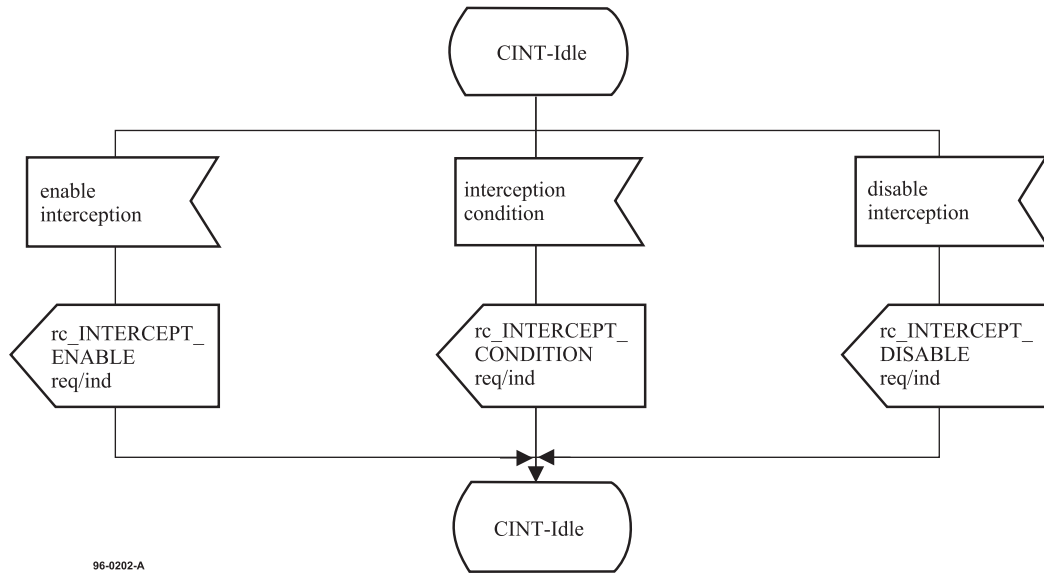 CINT-Idle
enable
interception
interception
condition
disable
interception
rc_INTERCEPT_
ENABLE
req/ind
rc_INTERCEPT_
CONDITION
req/ind
rc_INTERCEPT_
DISABLE
req/ind
CINT-Idle
96-0202-A